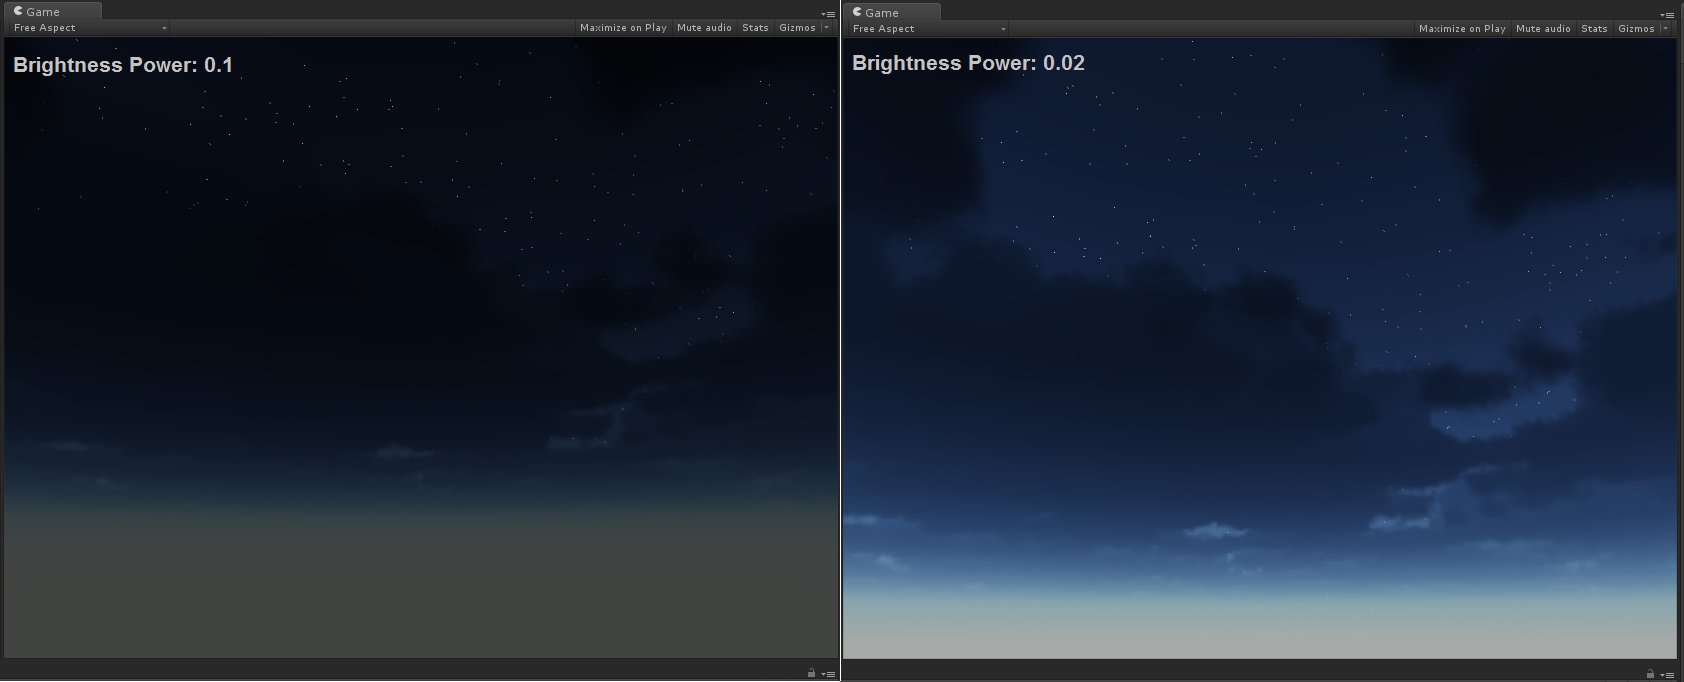 Game
Free Aspect Maximize on Play Mute audio Stats Gizmos
Brightness Power: 0.1
Game
Free Aspect Maximize on Play Mute audio Stats Gizmos
Brightness Power: 0.02